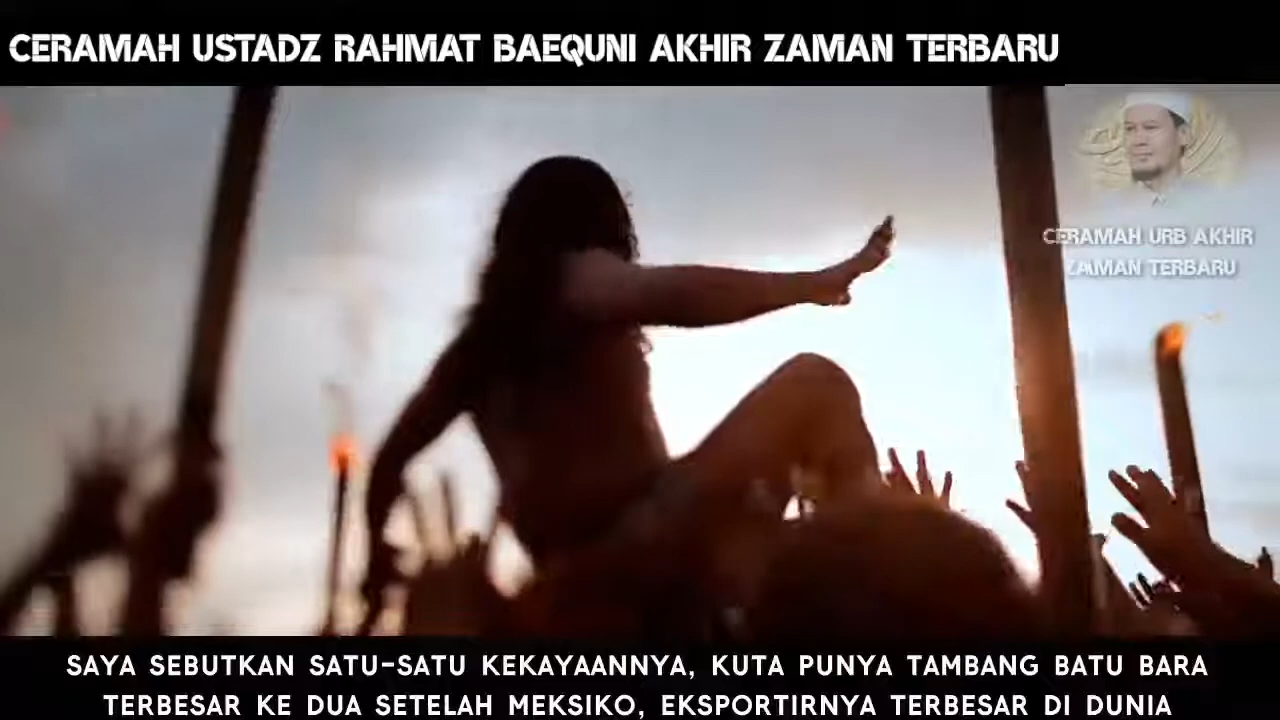 CERAMAH USTADZ RAHMAT BAEQUNI AKHIR ZAMAN TERBARU
CERAMAH URB AKHIR
ZAMAN TERBARU
SAYA SEBUTKAN SATU-SATU KEKAYAANNYA, KUTA PUNYA TAMBANG BATU BARA
TERBESAR KE DUA SETELAH MEKSIKO, EKSPORTIRNYA TERBESAR DI DUNIA